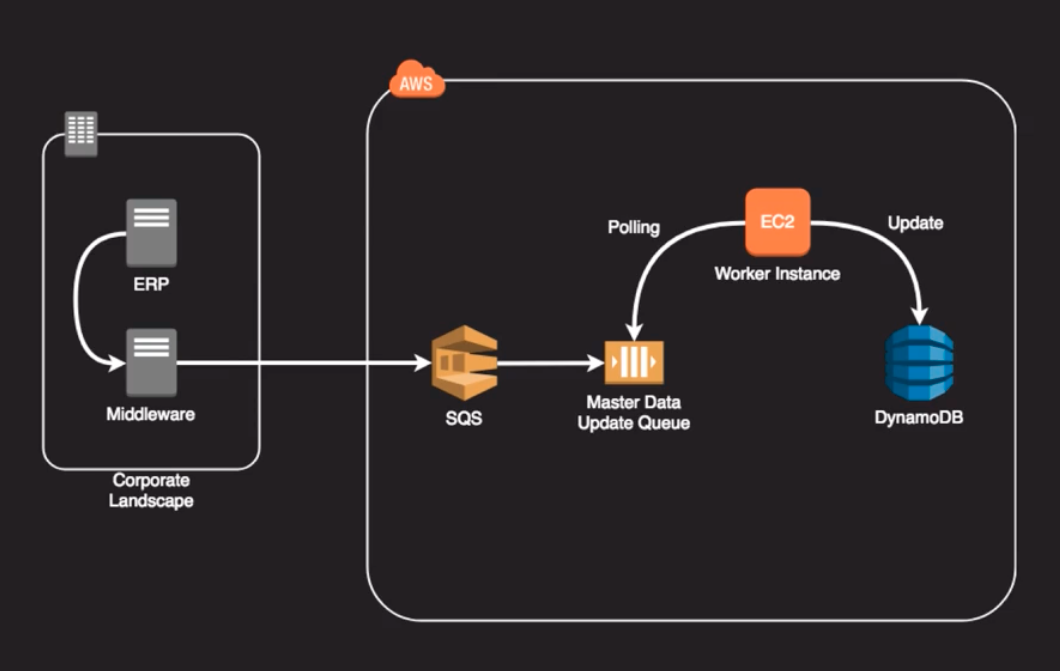 AWS
ERP
Middleware
Corporate
Landscape
SQS
Master Data
Update Queue
Polling
EC2
Worker Instance
Update
DynamoDB